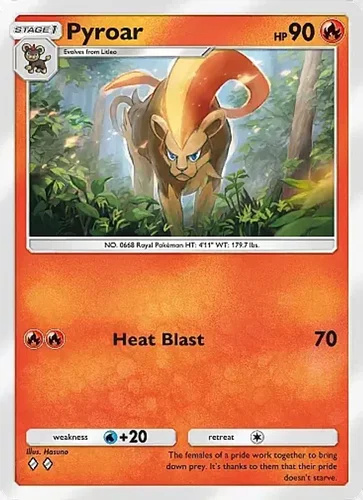 STAGE 1 Pyroar HP 90
Evolves from Litleo
NO. 0668 Royal Pokémon HT: 4'11" WT: 179.7 lbs.
Heat Blast 70
weakness +20 retreat
Illus. Hasuno
The females of a pride work together to bring
down prey. It's thanks to them that their pride
doesn't starve.